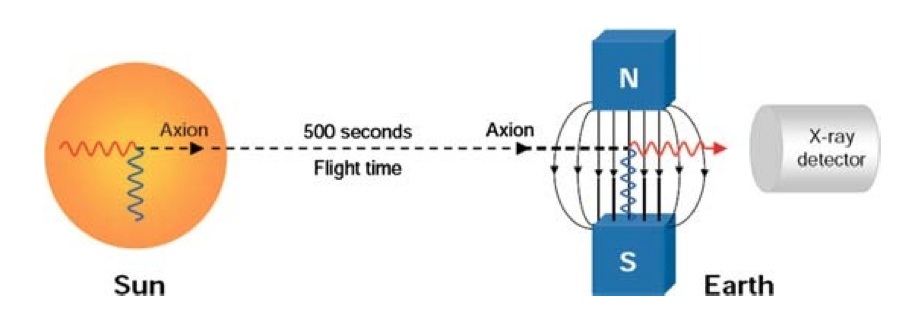 Axion
500 seconds
Flight time
Axion
N
S
X-ray
detector
Sun
Earth